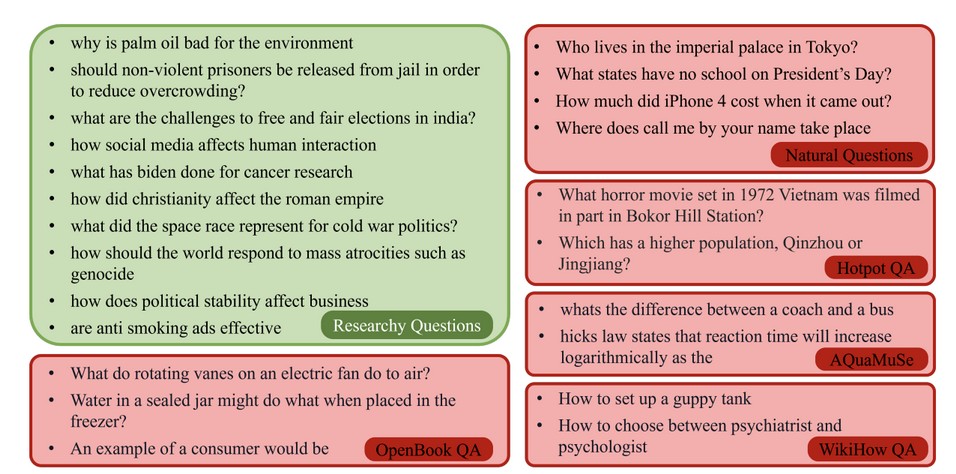 • why is palm oil bad for the environment
• should non-violent prisoners be released from jail in order
to reduce overcrowding?
• what are the challenges to free and fair elections in india?
• how social media affects human interaction
• what has biden done for cancer research
• how did christianity affect the roman empire
• what did the space race represent for cold war politics?
• how should the world respond to mass atrocities such as
genocide
• how does political stability affect business
• are anti smoking ads effective
Researchy Questions
• What do rotating vanes on an electric fan do to air?
• Water in a sealed jar might do what when placed in the
freezer?
• An example of a consumer would be
OpenBook QA
• Who lives in the imperial palace in Tokyo?
• What states have no school on President’s Day?
• How much did iPhone 4 cost when it came out?
• Where does call me by your name take place
Natural Questions
• What horror movie set in 1972 Vietnam was filmed
in part in Bokor Hill Station?
• Which has a higher population, Qinzhou or
Jingjiang?
Hotpot QA
• whats the difference between a coach and a bus
• hicks law states that reaction time will increase
logarithmically as the
AQuaMuSe
• How to set up a guppy tank
• How to choose between psychiatrist and
psychologist
WikiHow QA